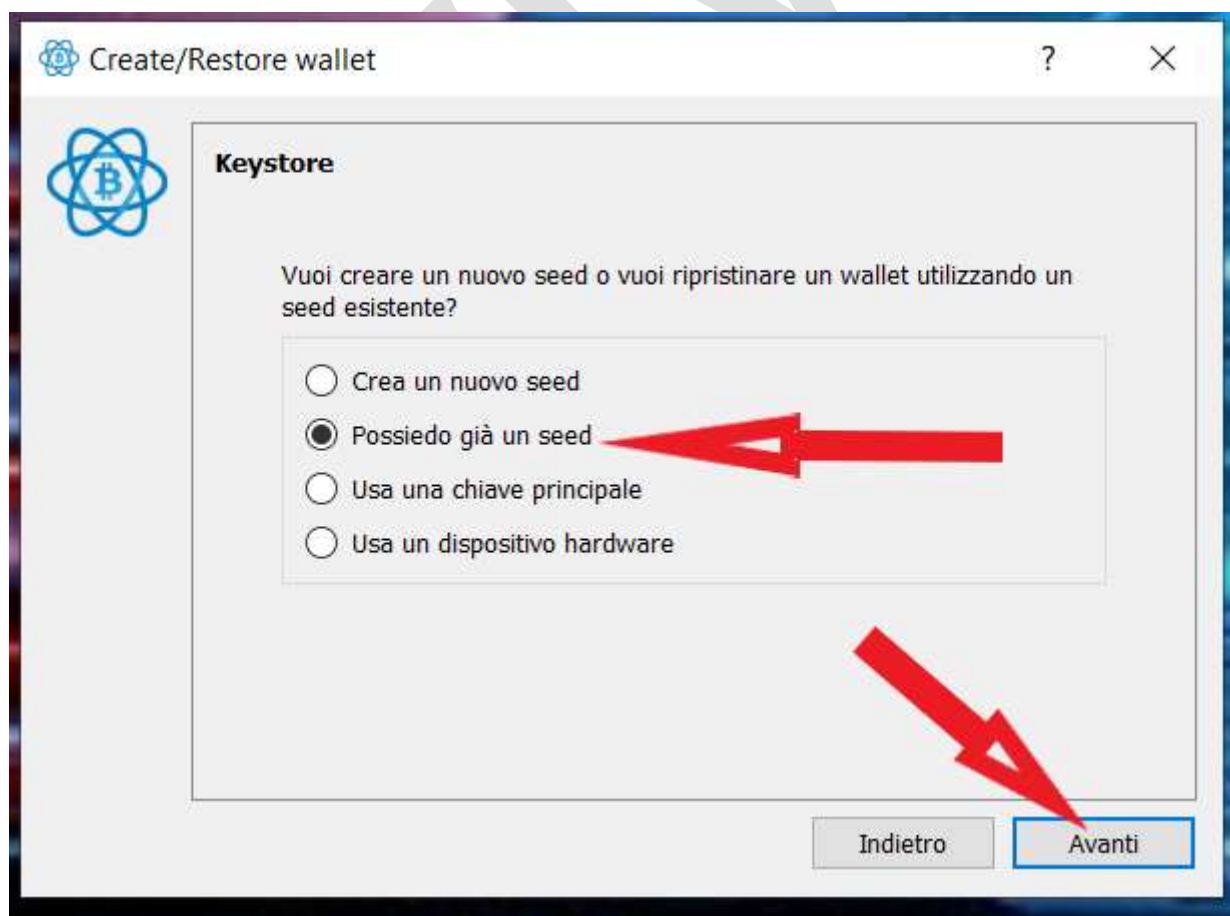 Create/Restore wallet
?
Keystore
Vuoi creare un nuovo seed o vuoi ripristinare un wallet utilizzando un
seed esistente?
Crea un nuovo seed
Possiedo già un seed
Usa una chiave principale
Usa un dispositivo hardware
Indietro
Avanti